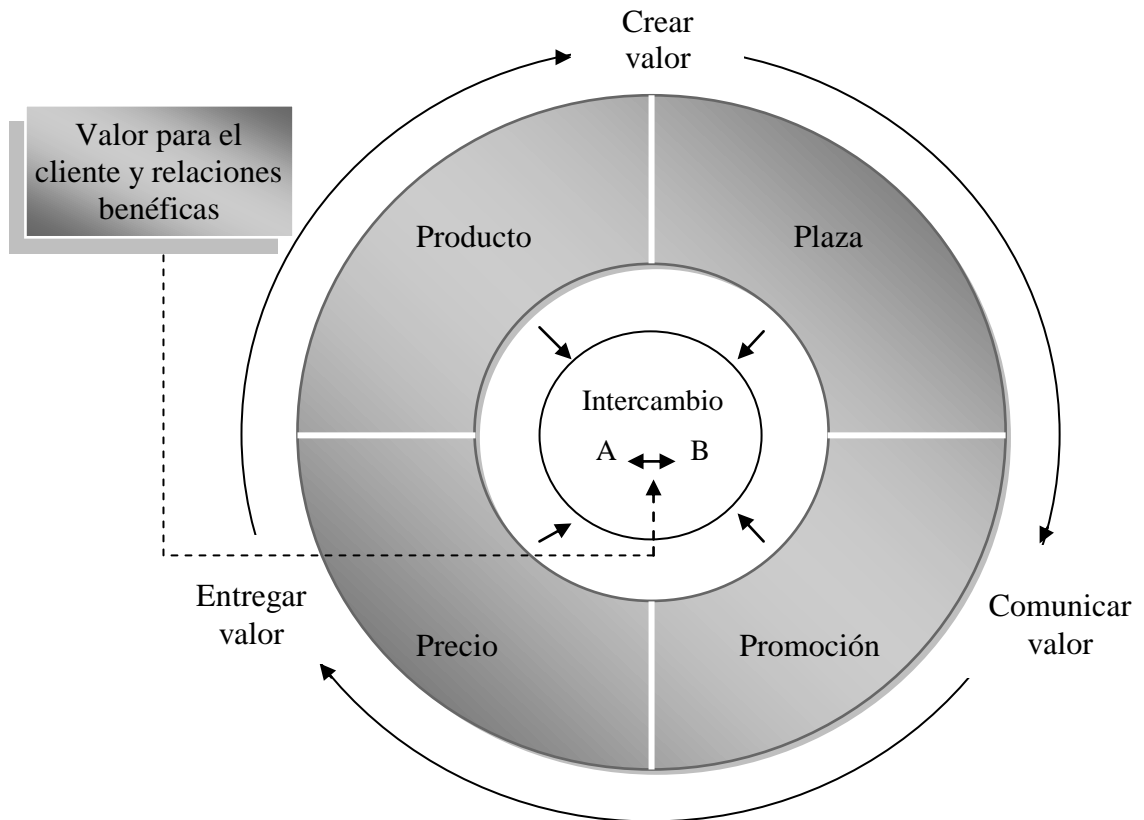 Crear
valor
Valor para el
cliente y relaciones
benéficas
Producto
Plaza
Intercambio
A B
Entregar
valor
Comunicar
valor
Precio
Promoción